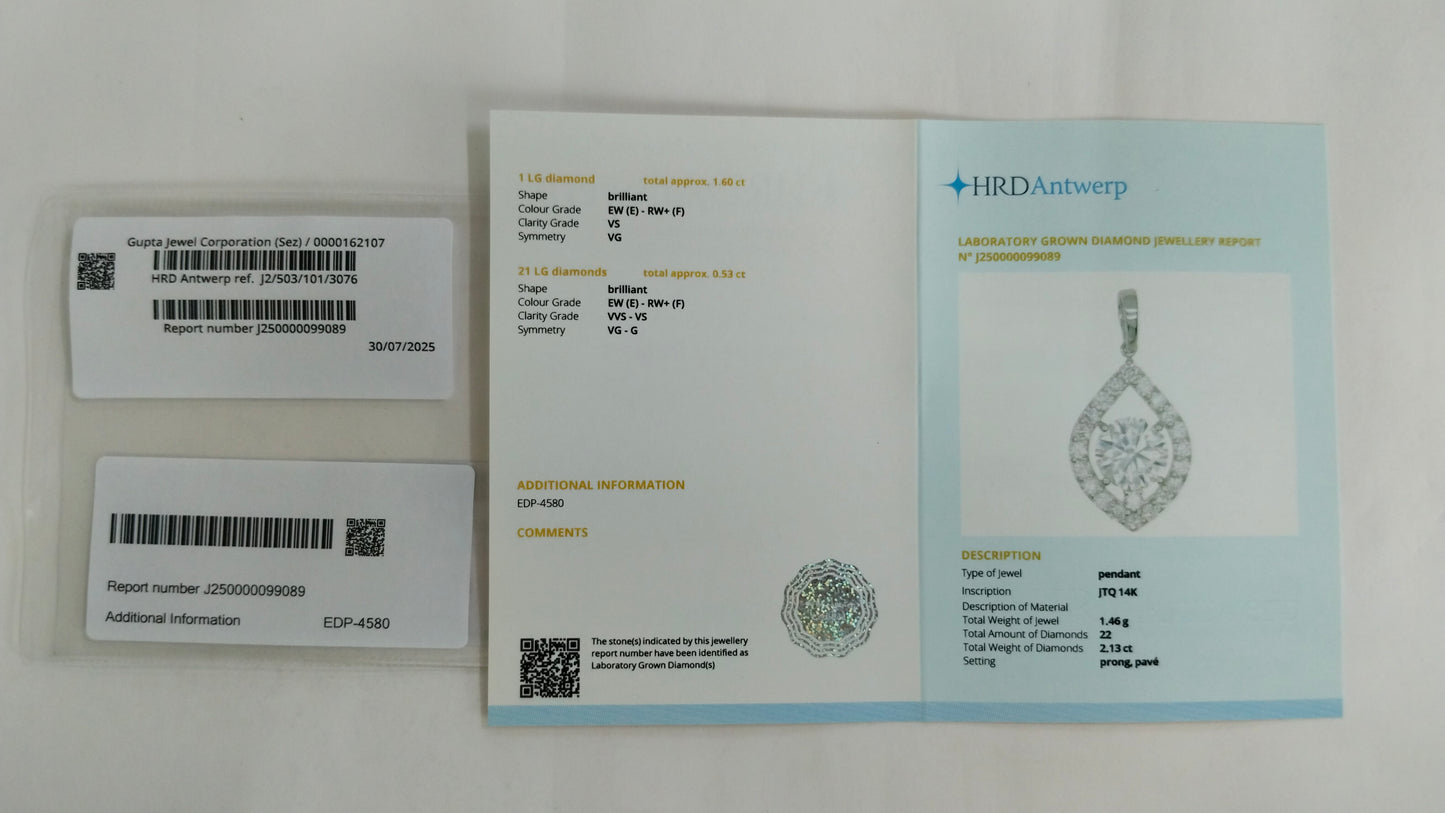 Gupta Jewel Corporation (Sez) / 0000162107
HRD Antwerp ref. J2/503/101/3076
Report number J250000099089
30/07/2025
Report number J250000099089
Additional Information EDP-4580
1 LG diamond total approx. 1.60 ct
Shape brilliant
Colour Grade EW (E) - RW+ (F)
Clarity Grade VS
Symmetry VG
21 LG diamonds total approx. 0.53 ct
Shape brilliant
Colour Grade EW (E) - RW+ (F)
Clarity Grade VVS - VS
Symmetry VG - G
ADDITIONAL INFORMATION
EDP-4580
COMMENTS
The stone(s) indicated by this jewellery
report number have been identified as
Laboratory Grown Diamond(s)
HRDAntwerp
LABORATORY GROWN DIAMOND JEWELLERY REPORT
N° J250000099089
DESCRIPTION
Type of Jewel pendant
Inscription JTQ 14K
Description of Material
Total Weight of Jewel 1.46 g
Total Amount of Diamonds 22
Total Weight of Diamonds 2.13 ct
Setting prong, pavé